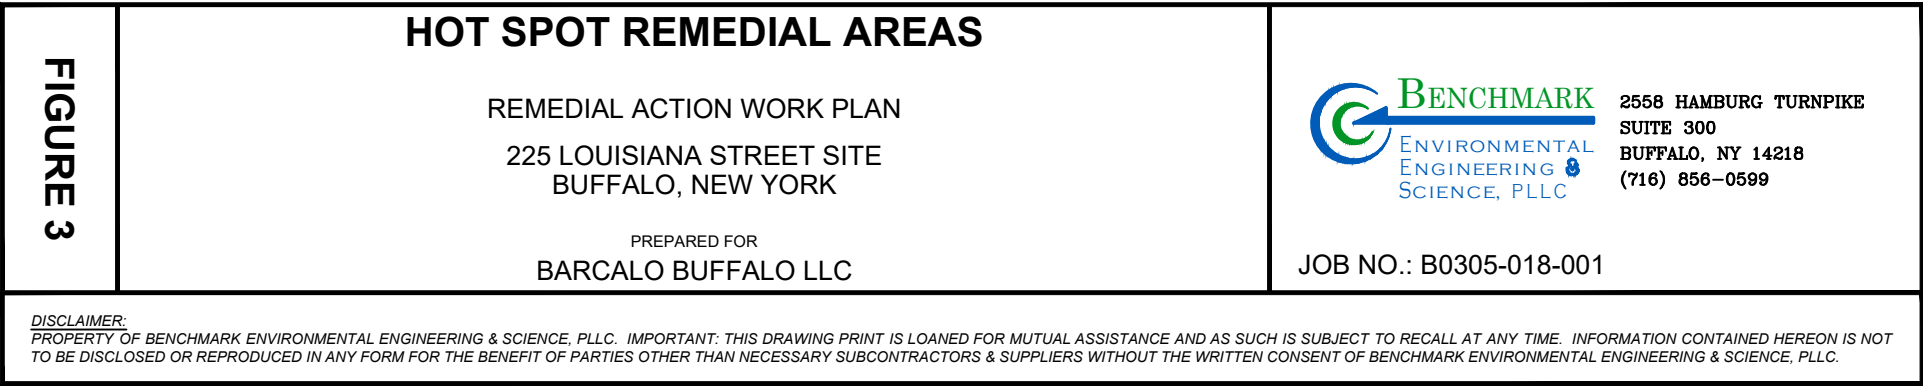 FIGURE 3
HOT SPOT REMEDIAL AREAS
REMEDIAL ACTION WORK PLAN
225 LOUISIANA STREET SITE
BUFFALO, NEW YORK
PREPARED FOR
BARCALO BUFFALO LLC
BENCHMARK
ENVIRONMENTAL
ENGINEERING &
SCIENCE, PLLC
2558 HAMBURG TURNPIKE
SUITE 300
BUFFALO, NY 14218
(716) 856-0599
JOB NO.: B0305-018-001
DISCLAIMER:
PROPERTY OF BENCHMARK ENVIRONMENTAL ENGINEERING & SCIENCE, PLLC.  IMPORTANT: THIS DRAWING PRINT IS LOANED FOR MUTUAL ASSISTANCE AND AS SUCH IS SUBJECT TO RECALL AT ANY TIME.  INFORMATION CONTAINED HEREON IS NOT
TO BE DISCLOSED OR REPRODUCED IN ANY FORM FOR THE BENEFIT OF PARTIES OTHER THAN NECESSARY SUBCONTRACTORS & SUPPLIERS WITHOUT THE WRITTEN CONSENT OF BENCHMARK ENVIRONMENTAL ENGINEERING & SCIENCE, PLLC.